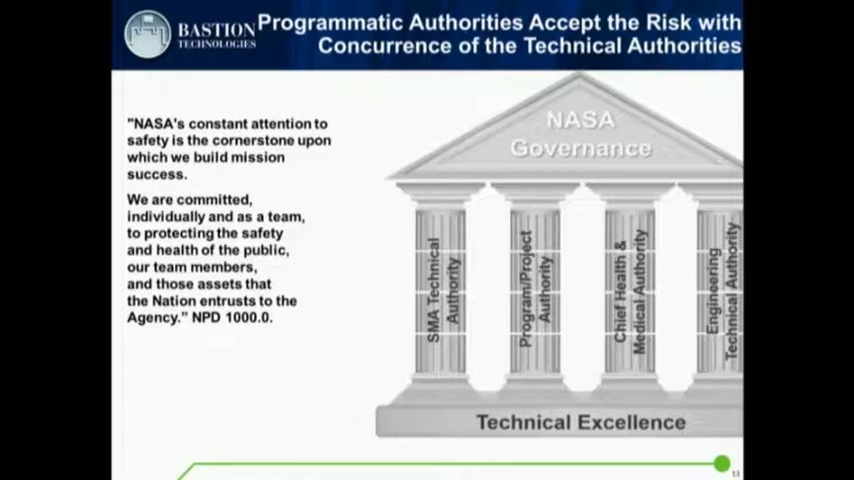 BASTION
TECHNOLOGIES
Programmatic Authorities Accept the Risk with
Concurrence of the Technical Authorities
"NASA's constant attention to
safety is the cornerstone upon
which we build mission
success.
We are committed,
individually and as a team,
to protecting the safety
and health of the public,
our team members,
and those assets that
the Nation entrusts to the
Agency.” NPD 1000.0.
NASA
Governance
SMA Technical
Authority
Program/Project
Authority
Chief Health &
Medical Authority
Engineering
Technical Authority
Technical Excellence
13